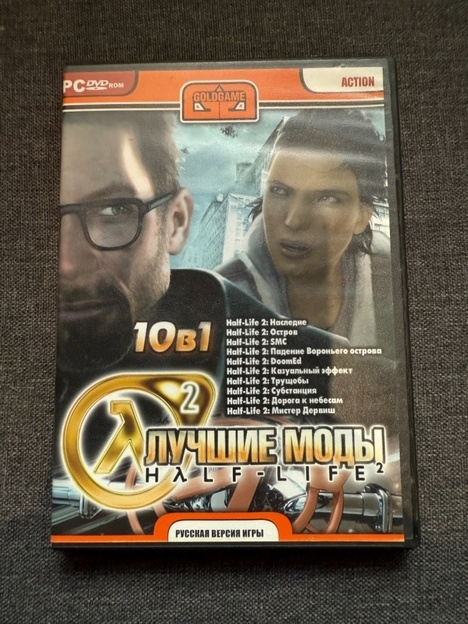 PC DVD ROM
ACTION
GOLDGAME
10в1
Half-Life 2: Наследие
Half-Life 2: Остров
Half-Life 2: SMC
Half-Life 2: Падение Вороньего острова
Half-Life 2: DoomEd
Half-Life 2: Казуальный эффект
Half-Life 2: Трущобы
Half-Life 2: Субстанция
Half-Life 2: Дорога к небесам
Half-Life 2: Мистер Дервиш
λ 2
ЛУЧШИЕ МОДЫ
HλLF-LIFE 2
РУССКАЯ ВЕРСИЯ ИГРЫ